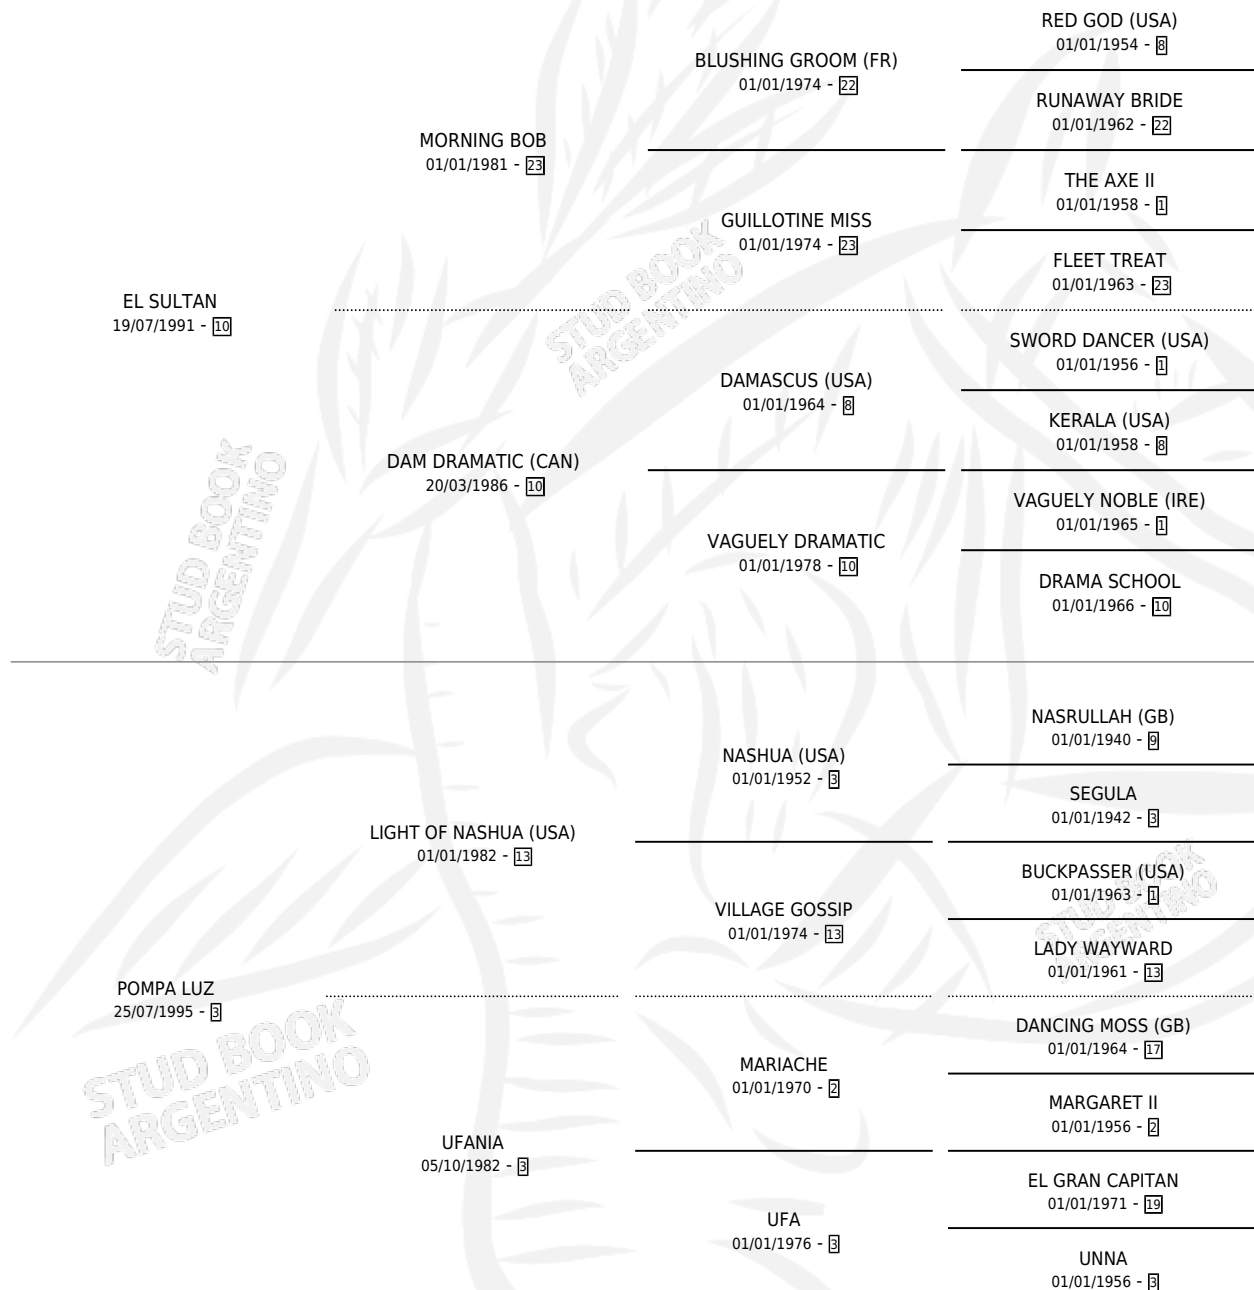 EL SULTAN
19/07/1991 - 10
MORNING BOB
01/01/1981 - 23
BLUSHING GROOM (FR)
01/01/1974 - 22
RED GOD (USA)
01/01/1954 - 8
RUNAWAY BRIDE
01/01/1962 - 22
GUILLOTINE MISS
01/01/1974 - 23
THE AXE II
01/01/1958 - 1
FLEET TREAT
01/01/1963 - 23
DAM DRAMATIC (CAN)
20/03/1986 - 10
DAMASCUS (USA)
01/01/1964 - 8
SWORD DANCER (USA)
01/01/1956 - 1
KERALA (USA)
01/01/1958 - 8
VAGUELY DRAMATIC
01/01/1978 - 10
VAGUELY NOBLE (IRE)
01/01/1965 - 1
DRAMA SCHOOL
01/01/1966 - 10
POMPA LUZ
25/07/1995 - 3
LIGHT OF NASHUA (USA)
01/01/1982 - 13
NASHUA (USA)
01/01/1952 - 3
NASRULLAH (GB)
01/01/1940 - 9
SEGULA
01/01/1942 - 3
VILLAGE GOSSIP
01/01/1974 - 13
BUCKPASSER (USA)
01/01/1963 - 1
LADY WAYWARD
01/01/1961 - 13
UFANIA
05/10/1982 - 3
MARIACHE
01/01/1970 - 2
DANCING MOSS (GB)
01/01/1964 - 17
MARGARET II
01/01/1956 - 2
UFA
01/01/1976 - 3
EL GRAN CAPITAN
01/01/1971 - 19
UNNA
01/01/1956 - 3
STUD BOOK
ARGENTINO
STUD BOOK
ARGENTINO
STUD BOOK
ARGENTINO
STUD BOOK
ARGENTINO